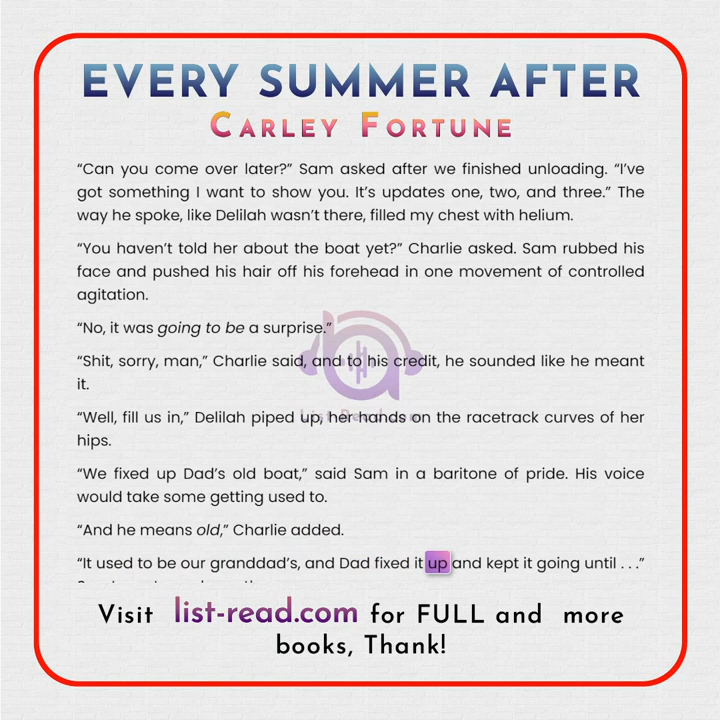 EVERY SUMMER AFTER
CARLEY FORTUNE
“Can you come over later?” Sam asked after we finished unloading. “I’ve
got something I want to show you. It’s updates one, two, and three.” The
way he spoke, like Delilah wasn’t there, filled my chest with helium.
“You haven’t told her about the boat yet?” Charlie asked. Sam rubbed his
face and pushed his hair off his forehead in one movement of controlled
agitation.
“No, it was going to be a surprise.”
“Shit, sorry, man,” Charlie said, and to his credit, he sounded like he meant
it.
“Well, fill us in,” Delilah piped up, her hands on the racetrack curves of her
hips.
“We fixed up Dad’s old boat,” said Sam in a baritone of pride. His voice
would take some getting used to.
“And he means old,” Charlie added.
“It used to be our granddad’s, and Dad fixed it up and kept it going until . . .”
Visit list-read.com for FULL and more
books, Thank!